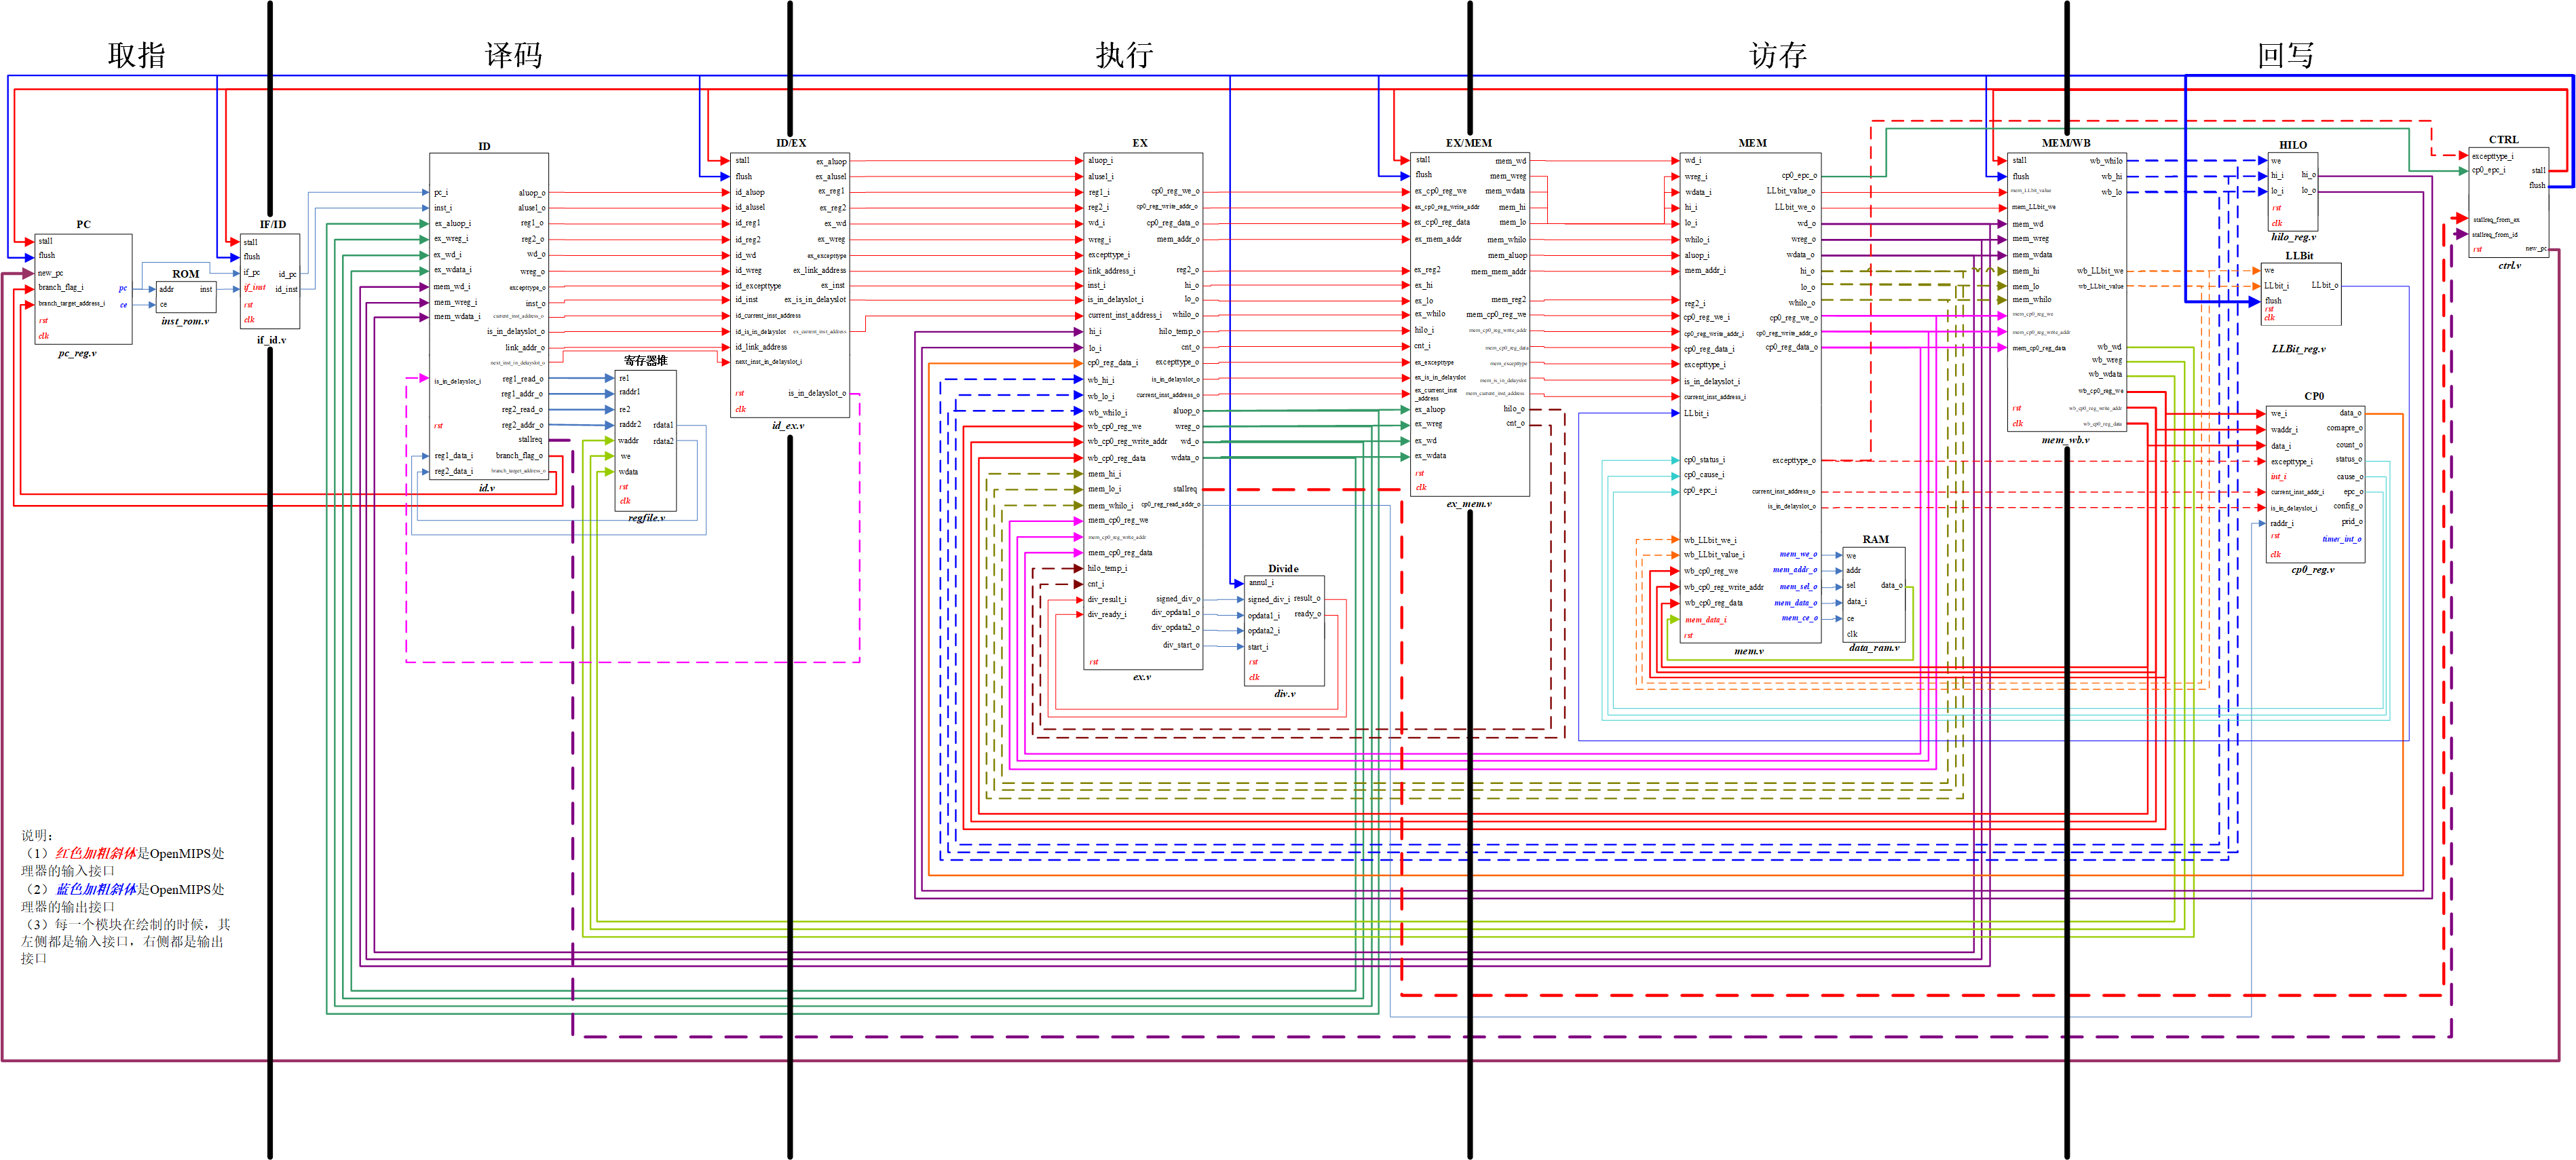 取指
译码
执行
访存
回写
PC
stall
flush
new_pc
branch_flag_i
branch_target_address_i
rst
clk
pc
ce
pc_reg.v
ROM
addr
ce
inst
inst_rom.v
IF/ID
stall
flush
if_pc
if_inst
rst
clk
id_pc
id_inst
if_id.v
ID
pc_i
inst_i
ex_aluop_i
ex_wreg_i
ex_wd_i
ex_wdata_i
mem_wd_i
mem_wreg_i
mem_wdata_i
is_in_delayslot_i
rst
reg1_data_i
reg2_data_i
aluop_o
alusel_o
reg1_o
reg2_o
wd_o
wreg_o
excepttype_o
inst_o
current_inst_address_o
is_in_delayslot_o
link_addr_o
next_inst_in_delayslot_o
reg1_read_o
reg1_addr_o
reg2_read_o
reg2_addr_o
stallreq
branch_flag_o
branch_target_address_o
id.v
寄存器堆
re1
raddr1
re2
raddr2
waddr
we
wdata
rst
clk
rdata1
rdata2
regfile.v
ID/EX
stall
flush
id_aluop
id_alusel
id_reg1
id_reg2
id_wd
id_wreg
id_excepttype
id_inst
id_current_inst_address
id_is_in_delayslot
id_link_address
next_inst_in_delayslot_i
rst
clk
ex_aluop
ex_alusel
ex_reg1
ex_reg2
ex_wd
ex_wreg
ex_excepttype
ex_link_address
ex_inst
ex_is_in_delayslot
ex_current_inst_address
is_in_delayslot_o
id_ex.v
EX
aluop_i
alusel_i
reg1_i
reg2_i
wd_i
wreg_i
excepttype_i
link_address_i
inst_i
is_in_delayslot_i
current_inst_address_i
hi_i
lo_i
cp0_reg_data_i
wb_hi_i
wb_lo_i
wb_whilo_i
wb_cp0_reg_we
wb_cp0_reg_write_addr
wb_cp0_reg_data
mem_hi_i
mem_lo_i
mem_whilo_i
mem_cp0_reg_we
mem_cp0_reg_write_addr
mem_cp0_reg_data
hilo_temp_i
cnt_i
div_result_i
div_ready_i
rst
cp0_reg_we_o
cp0_reg_write_addr_o
cp0_reg_data_o
mem_addr_o
reg2_o
hi_o
lo_o
whilo_o
hilo_temp_o
cnt_o
excepttype_o
is_in_delayslot_o
current_inst_address_o
aluop_o
wreg_o
wd_o
wdata_o
stallreq
cp0_reg_read_addr_o
signed_div_o
div_opdata1_o
div_opdata2_o
div_start_o
ex.v
Divide
annul_i
signed_div_i
opdata1_i
opdata2_i
start_i
rst
clk
result_o
ready_o
div.v
EX/MEM
stall
flush
ex_cp0_reg_we
ex_cp0_reg_write_addr
ex_cp0_reg_data
ex_mem_addr
ex_reg2
ex_hi
ex_lo
ex_whilo
hilo_i
cnt_i
ex_excepttype
ex_is_in_delayslot
ex_current_inst
_address
ex_aluop
ex_wreg
ex_wd
ex_wdata
rst
clk
mem_wd
mem_wreg
mem_wdata
mem_hi
mem_lo
mem_whilo
mem_aluop
mem_mem_addr
mem_reg2
mem_cp0_reg_we
mem_cp0_reg_write_addr
mem_cp0_reg_data
mem_excepttype
mem_is_in_delayslot
mem_current_inst_address
hilo_o
cnt_o
ex_mem.v
MEM
wd_i
wreg_i
wdata_i
hi_i
lo_i
whilo_i
aluop_i
mem_addr_i
reg2_i
cp0_reg_we_i
cp0_reg_write_addr_i
cp0_reg_data_i
excepttype_i
is_in_delayslot_i
current_inst_address_i
LLbit_i
cp0_status_i
cp0_cause_i
cp0_epc_i
wb_LLbit_we_i
wb_LLbit_value_i
wb_cp0_reg_we
wb_cp0_reg_write_addr
wb_cp0_reg_data
mem_data_i
rst
cp0_epc_o
LLbit_value_o
LLbit_we_o
wd_o
wreg_o
wdata_o
hi_o
lo_o
whilo_o
cp0_reg_we_o
cp0_reg_write_addr_o
cp0_reg_data_o
excepttype_o
current_inst_address_o
is_in_delayslot_o
mem_we_o
mem_addr_o
mem_sel_o
mem_data_o
mem_ce_o
mem.v
RAM
we
addr
sel
data_i
ce
clk
data_o
data_ram.v
MEM/WB
stall
flush
mem_LLbit_value
mem_LLbit_we
mem_wd
mem_wreg
mem_wdata
mem_hi
mem_lo
mem_whilo
mem_cp0_reg_we
mem_cp0_reg_write_addr
mem_cp0_reg_data
rst
clk
wb_whilo
wb_hi
wb_lo
wb_LLbit_we
wb_LLbit_value
wb_wd
wb_wreg
wb_wdata
wb_cp0_reg_we
wb_cp0_reg_write_addr
wb_cp0_reg_data
mem_wb.v
HILO
we
hi_i
lo_i
rst
clk
hi_o
lo_o
hilo_reg.v
LLBit
we
LLbit_i
flush
rst
clk
LLbit_o
LLBit_reg.v
CP0
we_i
waddr_i
data_i
excepttype_i
int_i
current_inst_addr_i
is_in_delayslot_i
raddr_i
rst
clk
data_o
comapre_o
count_o
status_o
cause_o
epc_o
config_o
prid_o
timer_int_o
cp0_reg.v
CTRL
excepttype_i
cp0_epc_i
stallreq_from_ex
stallreq_from_id
rst
stall
flush
new_pc
ctrl.v
说明：
（1）红色加粗斜体是OpenMIPS处
理器的输入接口
（2）蓝色加粗斜体是OpenMIPS处
理器的输出接口
（3）每一个模块在绘制的时候，其
左侧都是输入接口，右侧都是输出
接口